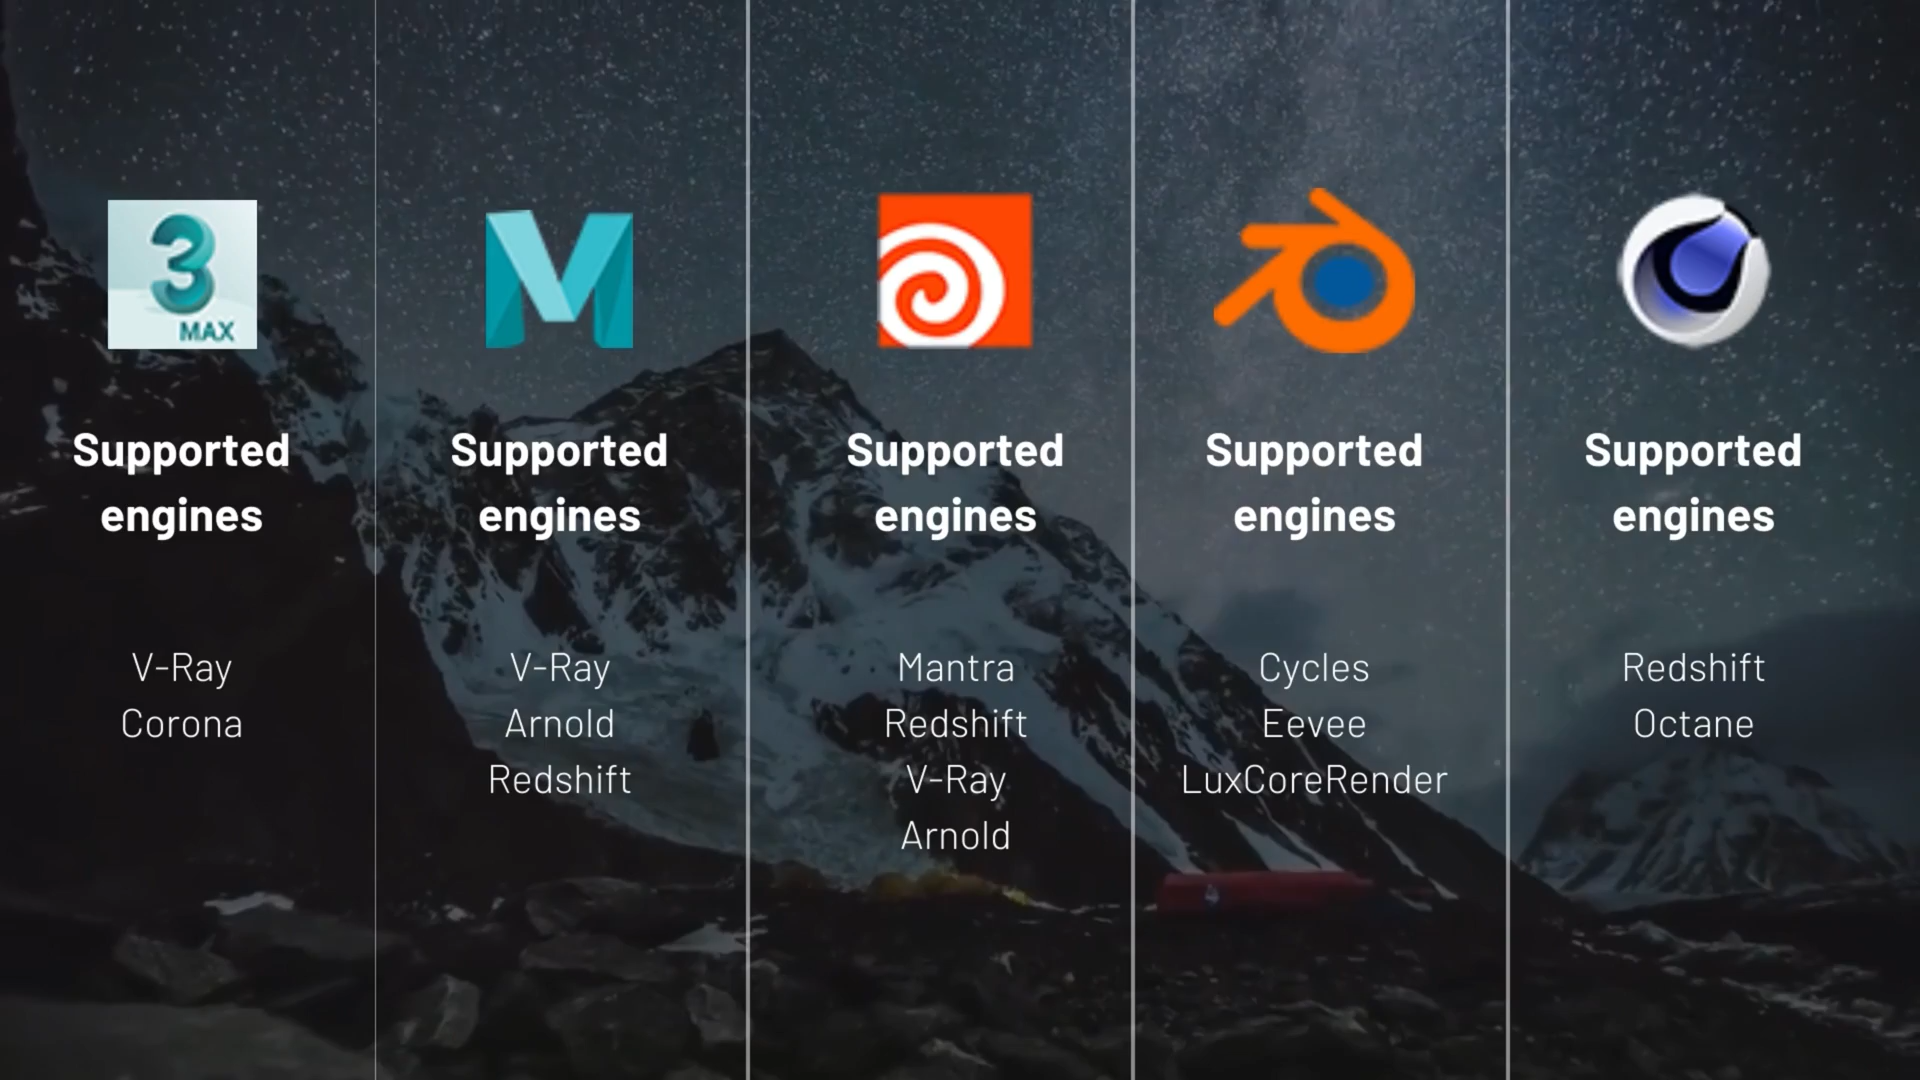 3
MAX
Supported
engines
V-Ray
Corona
Supported
engines
V-Ray
Arnold
Redshift
Supported
engines
Mantra
Redshift
V-Ray
Arnold
Supported
engines
Cycles
Eevee
LuxCoreRender
Supported
engines
Redshift
Octane